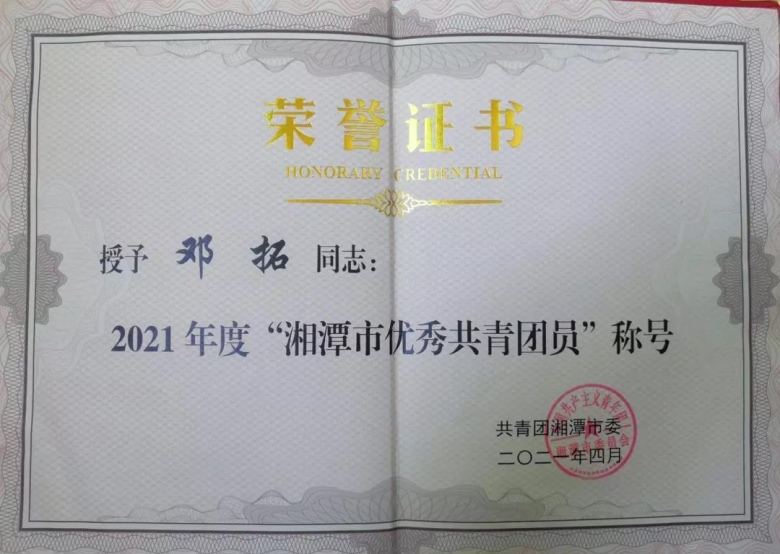 荣誉证书
HONORARY CREDENTIAL
授予 邓拓 同志：
2021年度“湘潭市优秀共青团员”称号
共青团湘潭市委
二〇二一年四月